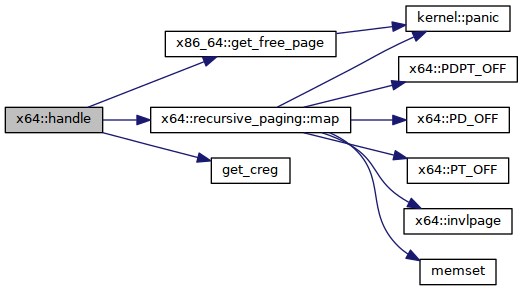 x64::handle
x86_64::get_free_page
x64::recursive_paging::map
get_creg
kernel::panic
x64::PDPT_OFF
x64::PD_OFF
x64::PT_OFF
x64::invlpage
memset